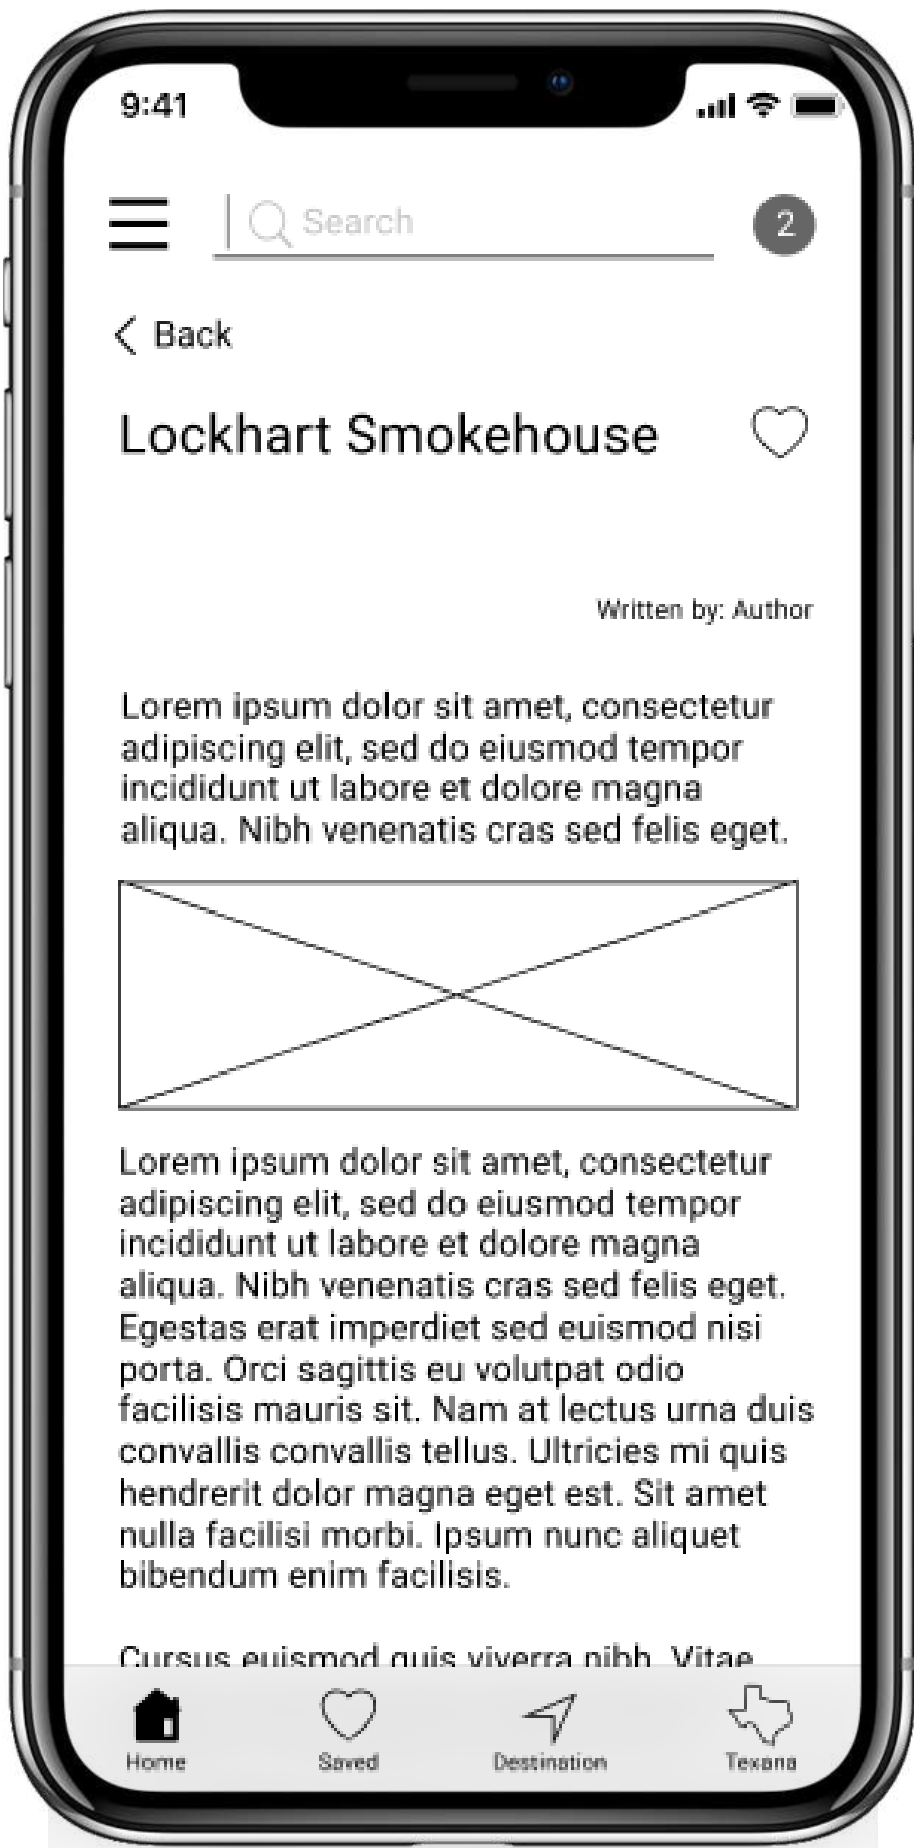 9:41
Search
2
Back
Lockhart Smokehouse
Written by: Author
Lorem ipsum dolor sit amet, consectetur
adipiscing elit, sed do eiusmod tempor
incididunt ut labore et dolore magna
aliqua. Nibh venenatis cras sed felis eget.
Lorem ipsum dolor sit amet, consectetur
adipiscing elit, sed do eiusmod tempor
incididunt ut labore et dolore magna
aliqua. Nibh venenatis cras sed felis eget.
Egestas erat imperdiet sed euismod nisi
porta. Orci sagittis eu volutpat odio
facilisis mauris sit. Nam at lectus urna duis
convallis convallis tellus. Ultricies mi quis
hendrerit dolor magna eget est. Sit amet
nulla facilisi morbi. Ipsum nunc aliquet
bibendum enim facilisis.
Cursus euismod quis viverra nibh. Vitae
Home
Saved
Destination
Texana